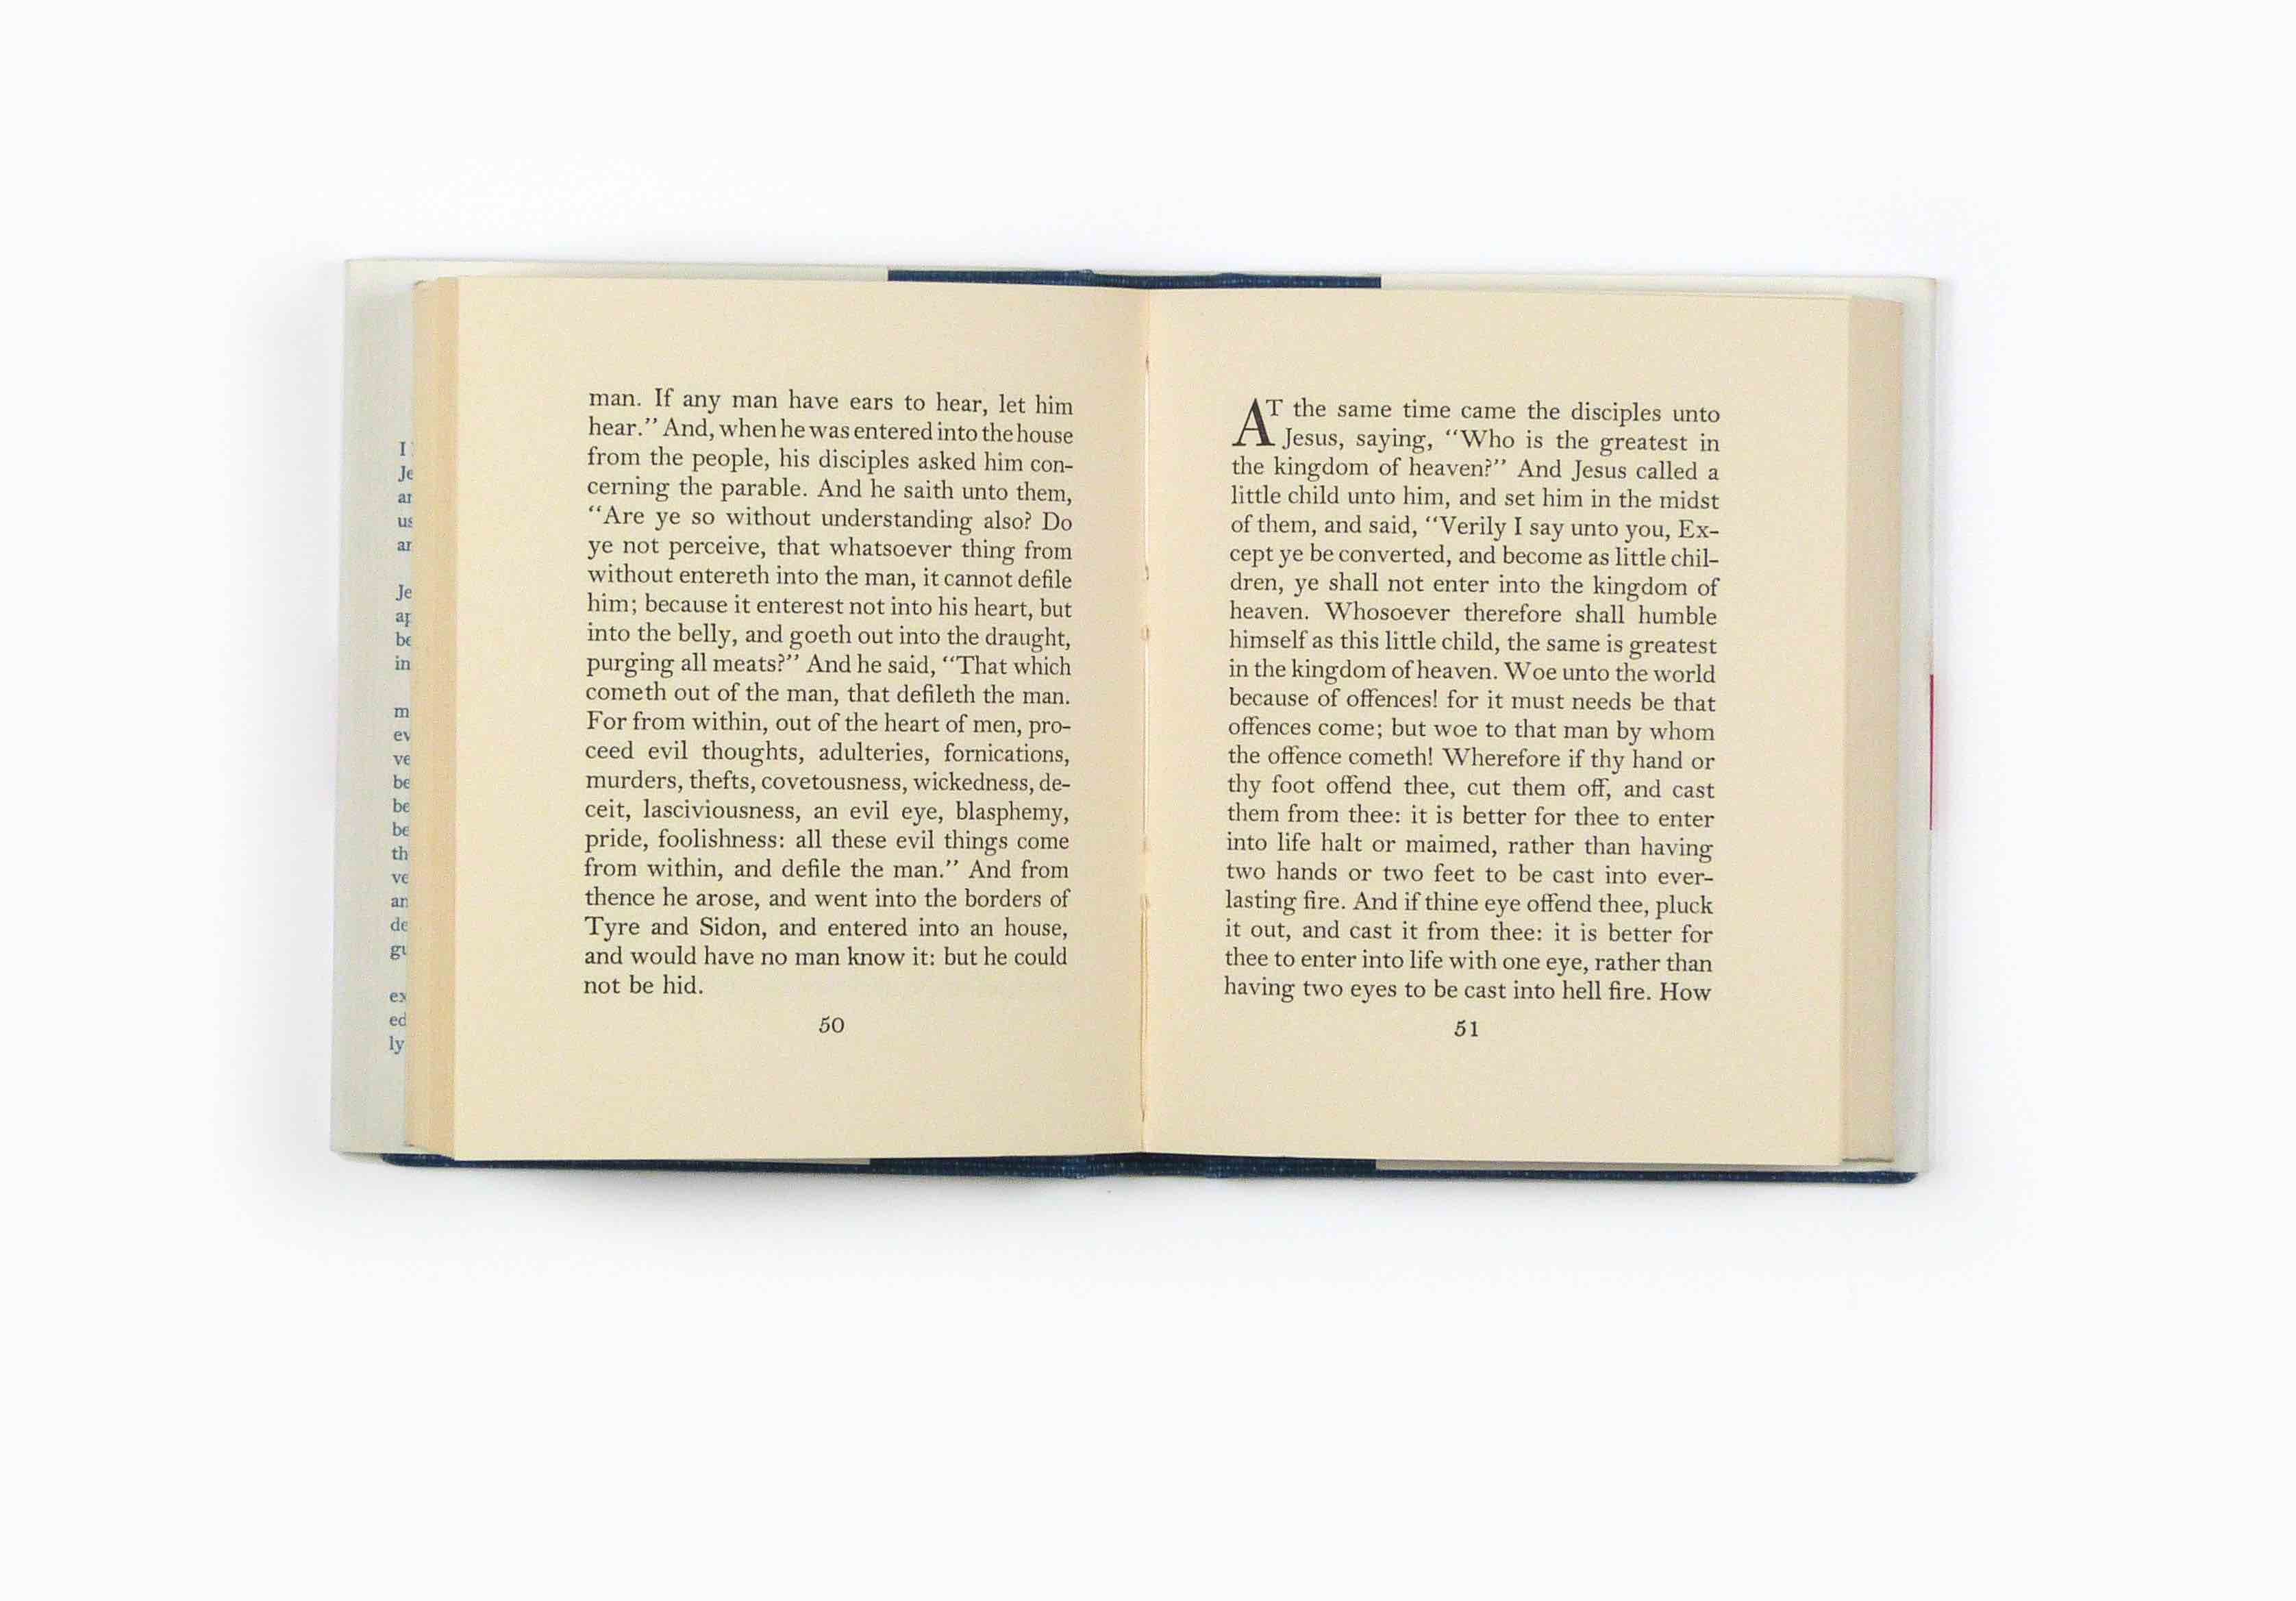 I
Je
us
Je
be
in
m
ev
ve
be
be
be
th
ve
an
de
ex
ed
ly
man. If any man have ears to hear, let him
hear.” And, when he was entered into the house
from the people, his disciples asked him con-
cerning the parable. And he saith unto them,
“Are ye so without understanding also? Do
ye not perceive, that whatsoever thing from
without entereth into the man, it cannot defile
him; because it enterest not into his heart, but
into the belly, and goeth out into the draught,
purging all meats?” And he said, “That which
cometh out of the man, that defileth the man.
For from within, out of the heart of men, pro-
ceed evil thoughts, adulteries, fornications,
murders, thefts, covetousness, wickedness, de-
ceit, lasciviousness, an evil eye, blasphemy,
pride, foolishness: all these evil things come
from within, and defile the man.” And from
thence he arose, and went into the borders of
Tyre and Sidon, and entered into an house,
and would have no man know it: but he could
not be hid.
50
AT the same time came the disciples unto
Jesus, saying, “Who is the greatest in
the kingdom of heaven?” And Jesus called a
little child unto him, and set him in the midst
of them, and said, “Verily I say unto you, Ex-
cept ye be converted, and become as little chil-
dren, ye shall not enter into the kingdom of
heaven. Whosoever therefore shall humble
himself as this little child, the same is greatest
in the kingdom of heaven. Woe unto the world
because of offences! for it must needs be that
offences come; but woe to that man by whom
the offence cometh! Wherefore if thy hand or
thy foot offend thee, cut them off, and cast
them from thee: it is better for thee to enter
into life halt or maimed, rather than having
two hands or two feet to be cast into ever-
lasting fire. And if thine eye offend thee, pluck
it out, and cast it from thee: it is better for
thee to enter into life with one eye, rather than
having two eyes to be cast into hell fire. How
51